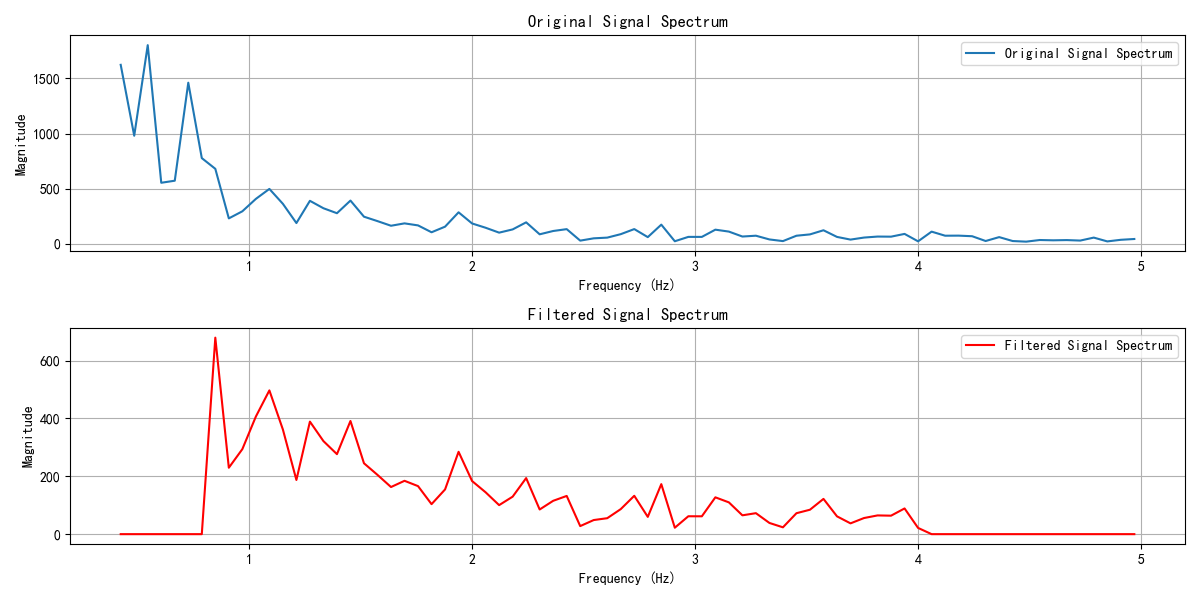 Original Signal Spectrum
Original Signal Spectrum
1500
1000
500
0
Magnitude
1 2 3 4 5
Frequency (Hz)
Filtered Signal Spectrum
Filtered Signal Spectrum
600
400
200
0
Magnitude
1 2 3 4 5
Frequency (Hz)